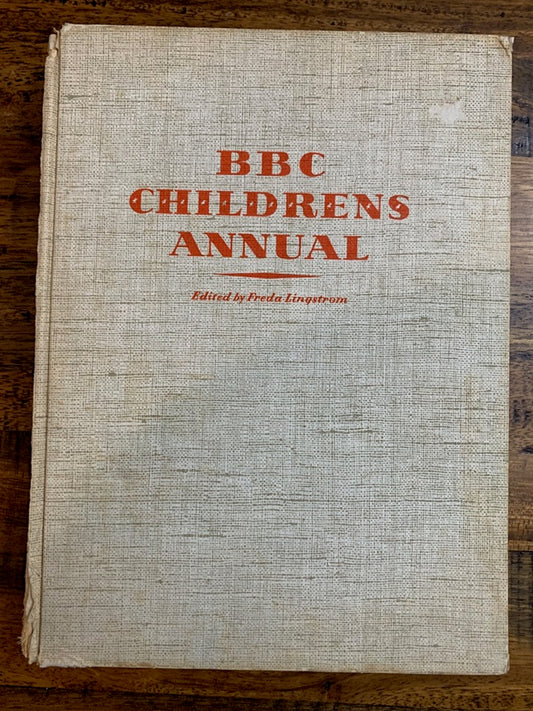 BBC
CHILDRENS
ANNUAL
Edited by Freda Lingstrom